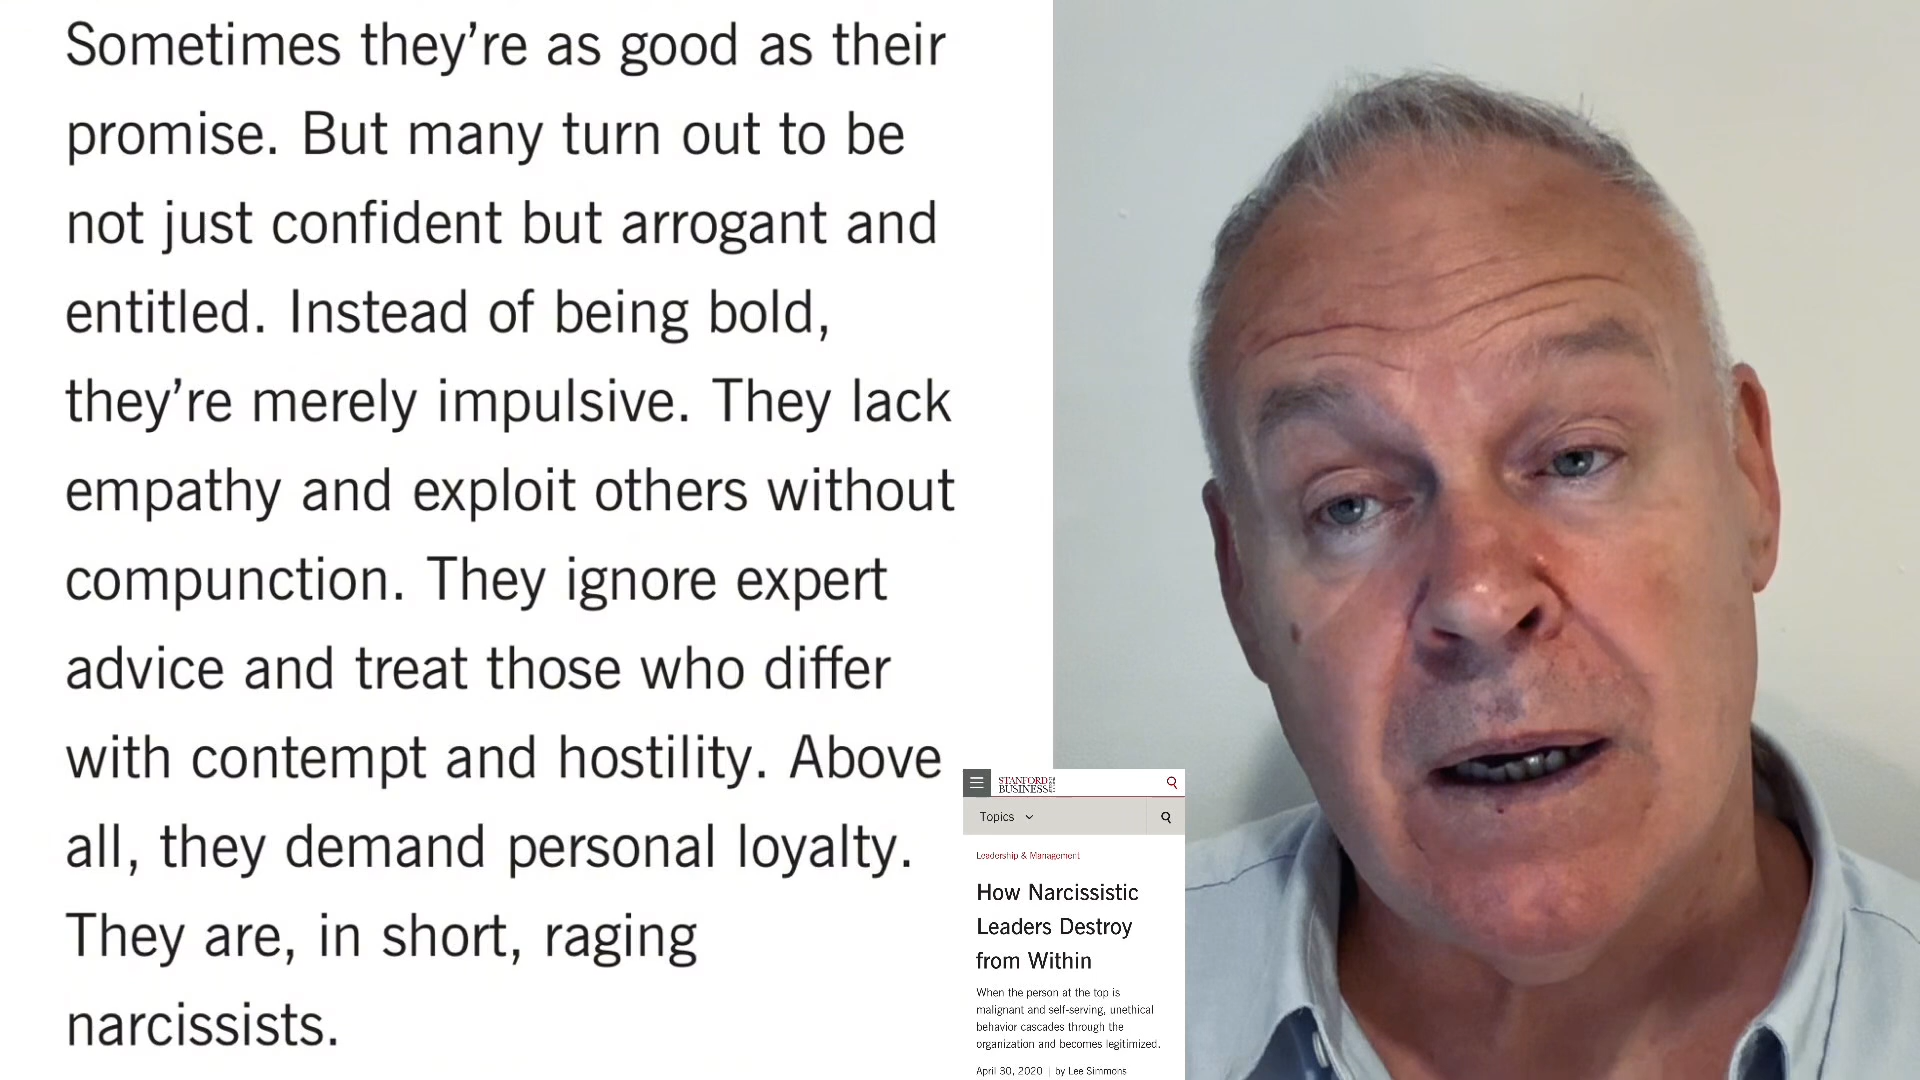 Sometimes they’re as good as their
promise. But many turn out to be
not just confident but arrogant and
entitled. Instead of being bold,
they’re merely impulsive. They lack
empathy and exploit others without
compunction. They ignore expert
advice and treat those who differ
with contempt and hostility. Above
all, they demand personal loyalty.
They are, in short, raging
narcissists.
STANFORD
BUSINESS
Topics
Leadership & Management
How Narcissistic
Leaders Destroy
from Within
When the person at the top is
malignant and self-serving, unethical
behavior cascades through the
organization and becomes legitimized.
April 30, 2020 | by Lee Simmons